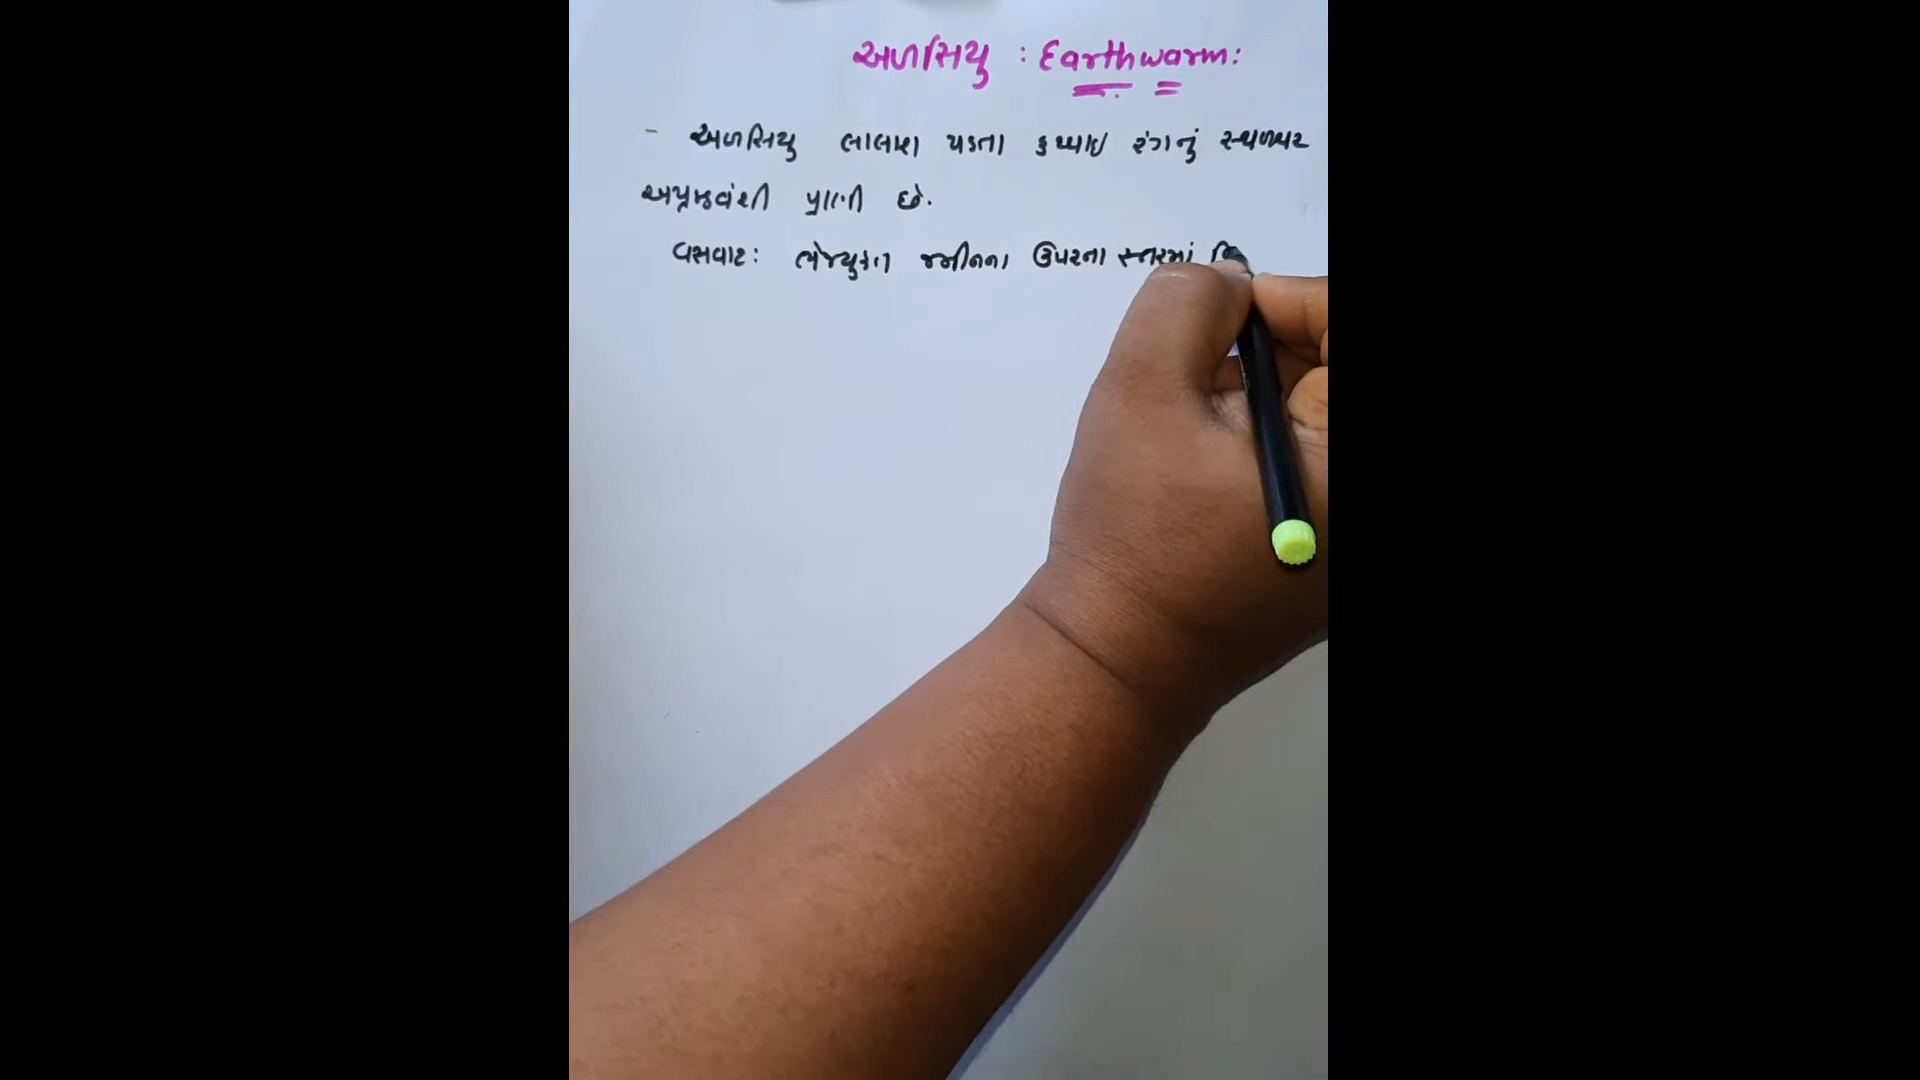 અળસિયુ : Earthwarm:
- અળસિયુ લાલાશ પડતા કથ્થાઇ રંગનું સ્થળચર
અપૃષ્ઠવંશી પ્રાણી છે.
વસવાટ: ભેજયુક્ત જમીનના ઉપરના સ્તરમાં